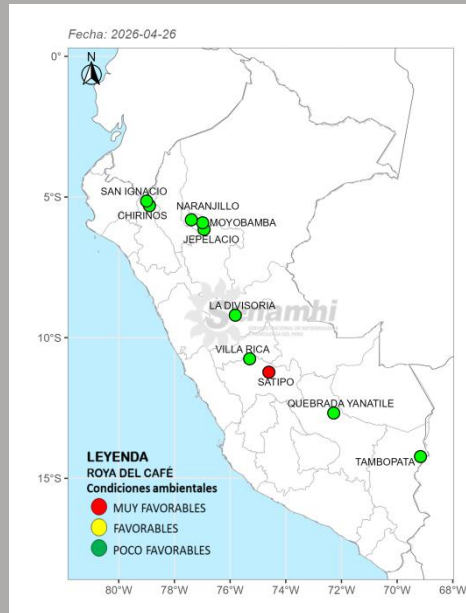 Fecha: 2026-04-26
N
0°
SAN IGNACIO
NARANJILLO
5°S
CHIRINOS
MOYOBAMBA
JEPELACIO
LA DIVISORIA
Senamhi
10°S
VILLA RICA
SATIPO
QUEBRADA YANATILE
TAMBOPATA
LEYENDA
15°S
ROYA DEL CAFÉ
Condiciones ambientales
MUY FAVORABLES
FAVORABLES
POCO FAVORABLES
80°W 78°W 76°W 74°W 72°W 70°W 68°W